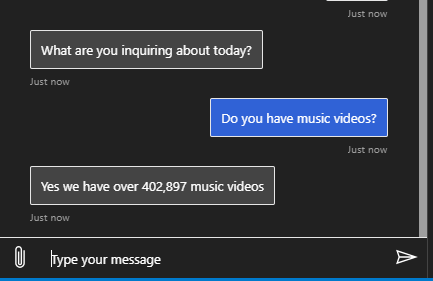 Just now
What are you inquiring about today?
Just now
Do you have music videos?
Just now
Yes we have over 402,897 music videos
Just now
Type your message